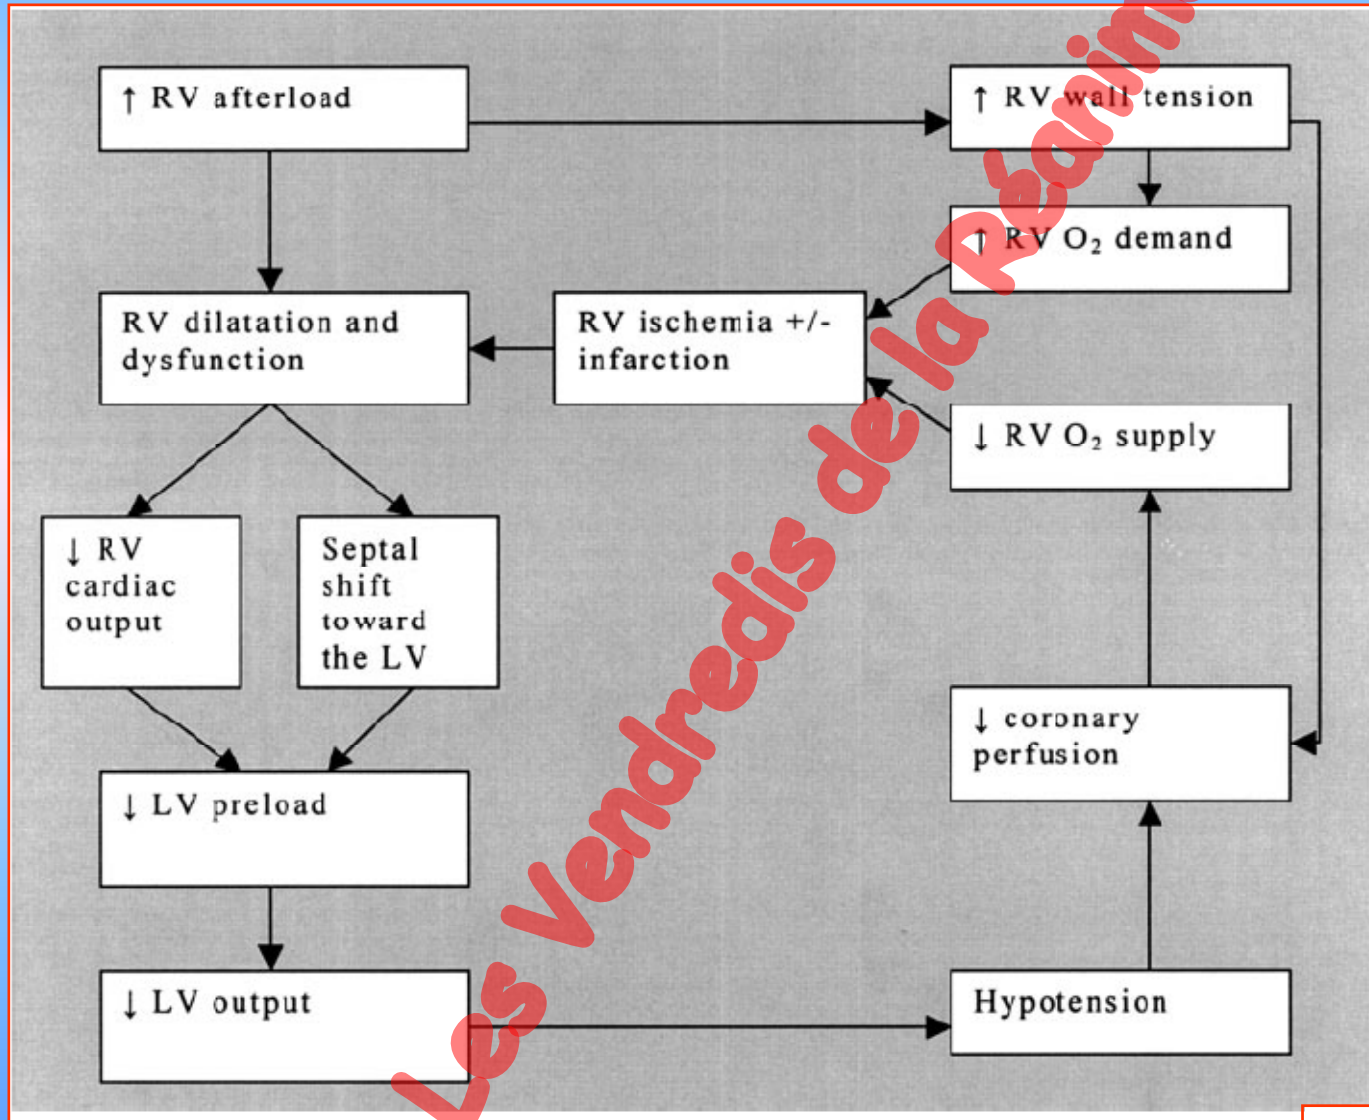 ↑ RV afterload
↑ RV wall tension
↑ RV O₂ demand
RV dilatation and
dysfunction
RV ischemia +/-
infarction
↓ RV O₂ supply
↓ RV
cardiac
output
Septal
shift
toward
the LV
↓ coronary
perfusion
↓ LV preload
↓ LV output
Hypotension
Les Vendredis de la